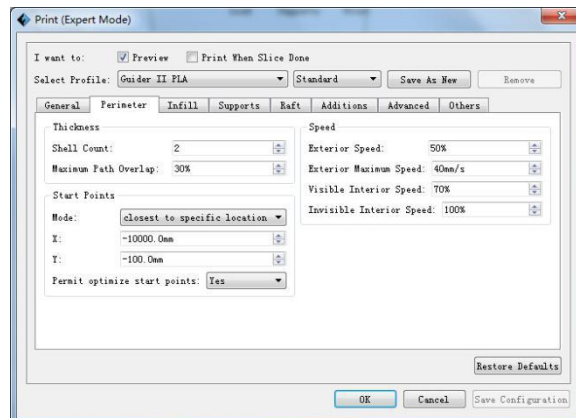 Print (Expert Mode)
I want to: Preview Print When Slice Done
Select Profile: Guider II PLA Standard Save As New Remove
General Perimeter Infill Supports Raft Additions Advanced Others
Thickness
Shell Count: 2
Maximum Path Overlap: 30%
Start Points
Mode: closest to specific location
X: -10000.0mm
Y: -100.0mm
Permit optimize start points: Yes
Speed
Exterior Speed: 50%
Exterior Maximum Speed: 40mm/s
Visible Interior Speed: 70%
Invisible Interior Speed: 100%
Restore Defaults
OK Cancel Save Configuration